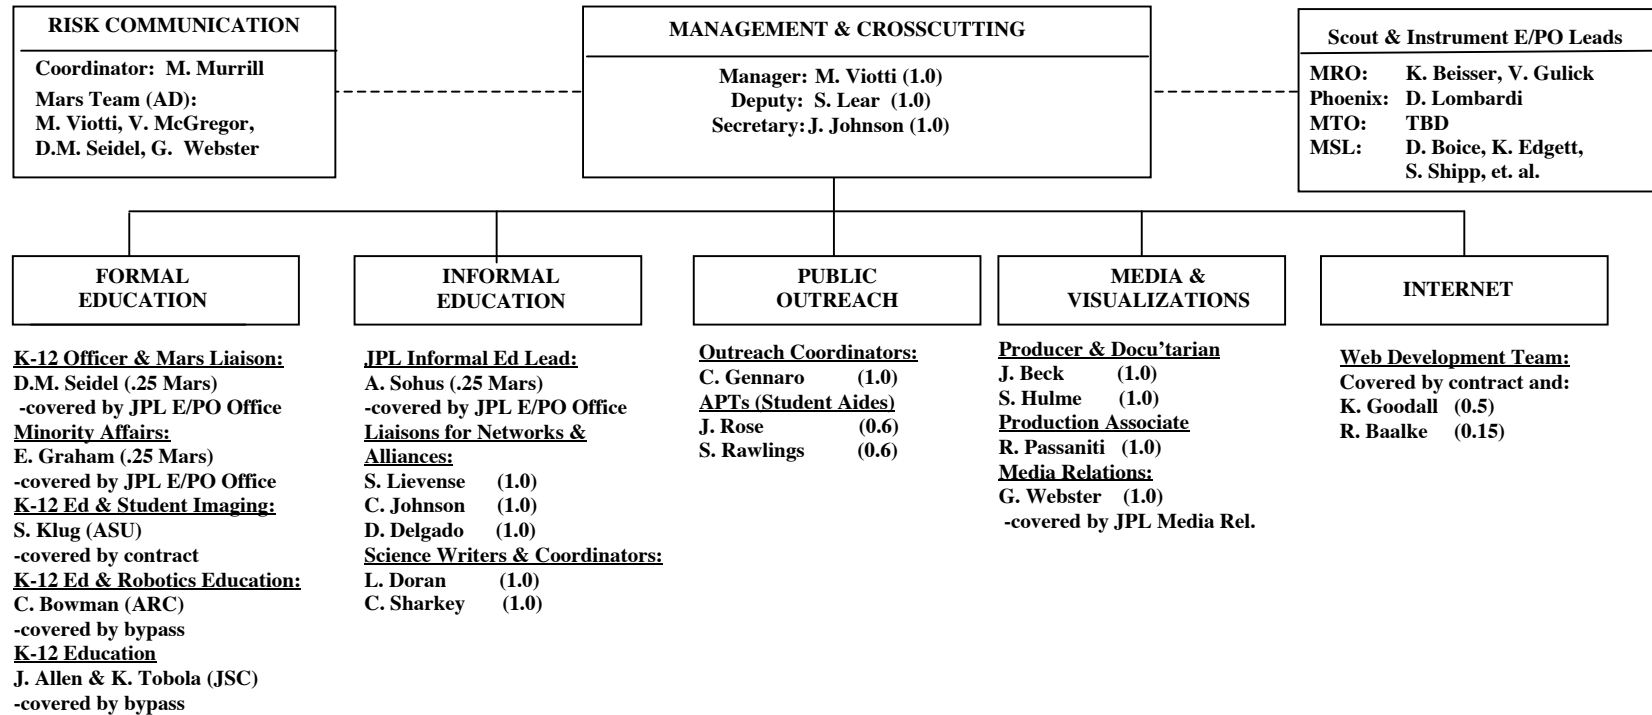 RISK COMMUNICATION
Coordinator: M. Murrill
Mars Team (AD):
M. Viotti, V. McGregor,
D.M. Seidel, G. Webster
MANAGEMENT & CROSSCUTTING
Manager: M. Viotti (1.0)
Deputy: S. Lear (1.0)
Secretary: J. Johnson (1.0)
Scout & Instrument E/PO Leads
MRO: K. Beisser, V. Gulick
Phoenix: D. Lombardi
MTO: TBD
MSL: D. Boice, K. Edgett,
S. Shipp, et. al.
FORMAL
EDUCATION
K-12 Officer & Mars Liaison:
D.M. Seidel (.25 Mars)
-covered by JPL E/PO Office
Minority Affairs:
E. Graham (.25 Mars)
-covered by JPL E/PO Office
K-12 Ed & Student Imaging:
S. Klug (ASU)
-covered by contract
K-12 Ed & Robotics Education:
C. Bowman (ARC)
-covered by bypass
K-12 Education
J. Allen & K. Tobola (JSC)
-covered by bypass
INFORMAL
EDUCATION
JPL Informal Ed Lead:
A. Sohus (.25 Mars)
-covered by JPL E/PO Office
Liaisons for Networks &
Alliances:
S. Lievense (1.0)
C. Johnson (1.0)
D. Delgado (1.0)
Science Writers & Coordinators:
L. Doran (1.0)
C. Sharkey (1.0)
PUBLIC
OUTREACH
Outreach Coordinators:
C. Gennaro (1.0)
APTs (Student Aides)
J. Rose (0.6)
S. Rawlings (0.6)
MEDIA &
VISUALIZATIONS
Producer & Docu’tarian
J. Beck (1.0)
S. Hulme (1.0)
Production Associate
R. Passaniti (1.0)
Media Relations:
G. Webster (1.0)
-covered by JPL Media Rel.
INTERNET
Web Development Team:
Covered by contract and:
K. Goodall (0.5)
R. Baalke (0.15)